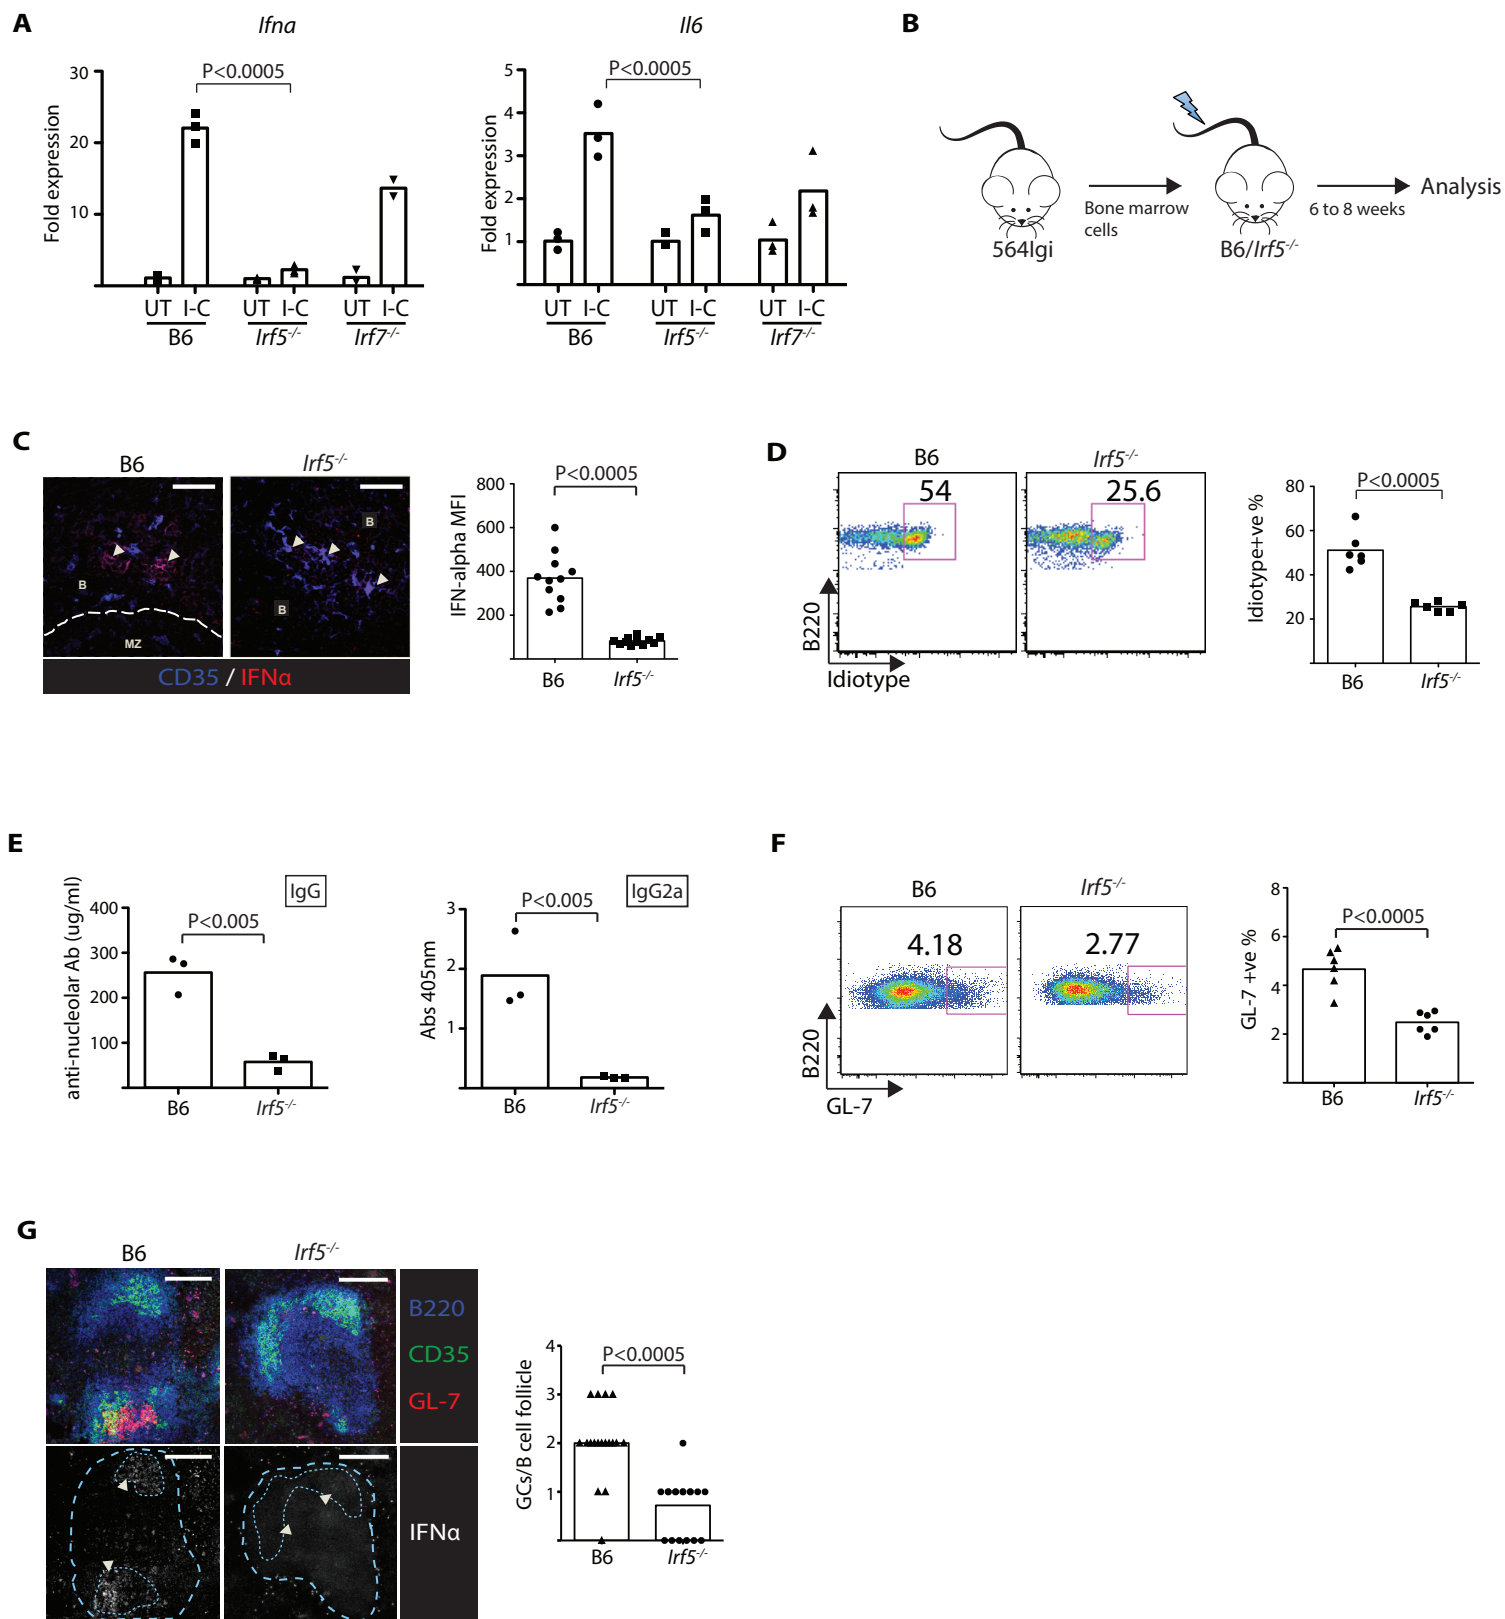 A
Ifna
Il6
B
Fold expression
30
20
10
P<0.0005
UT I-C UT I-C UT I-C
B6 Irf5-/- Irf7-/-
Fold expression
5
4
3
2
1
P<0.0005
UT I-C UT I-C UT I-C
B6 Irf5-/- Irf7-/-
564Igi
Bone marrow
cells
B6/Irf5-/-
6 to 8 weeks
Analysis
C
B6 Irf5-/-
B
MZ
B
B
CD35 / IFNα
IFN-alpha MFI
800
600
400
200
P<0.0005
B6 Irf5-/-
D
B6 Irf5-/-
54 25.6
B220
Idiotype
Idiotype+ve %
80
60
40
20
P<0.0005
B6 Irf5-/-
E
anti-nucleolar Ab (ug/ml)
400
300
200
100
P<0.005
IgG
B6 Irf5-/-
Abs 405nm
3
2
1
P<0.005
IgG2a
B6 Irf5-/-
F
B6 Irf5-/-
4.18 2.77
B220
GL-7
GL-7 +ve %
8
6
4
2
P<0.0005
B6 Irf5-/-
G
B6 Irf5-/-
B220
CD35
GL-7
IFNα
GCs/B cell follicle
4
3
2
1
P<0.0005
B6 Irf5-/-